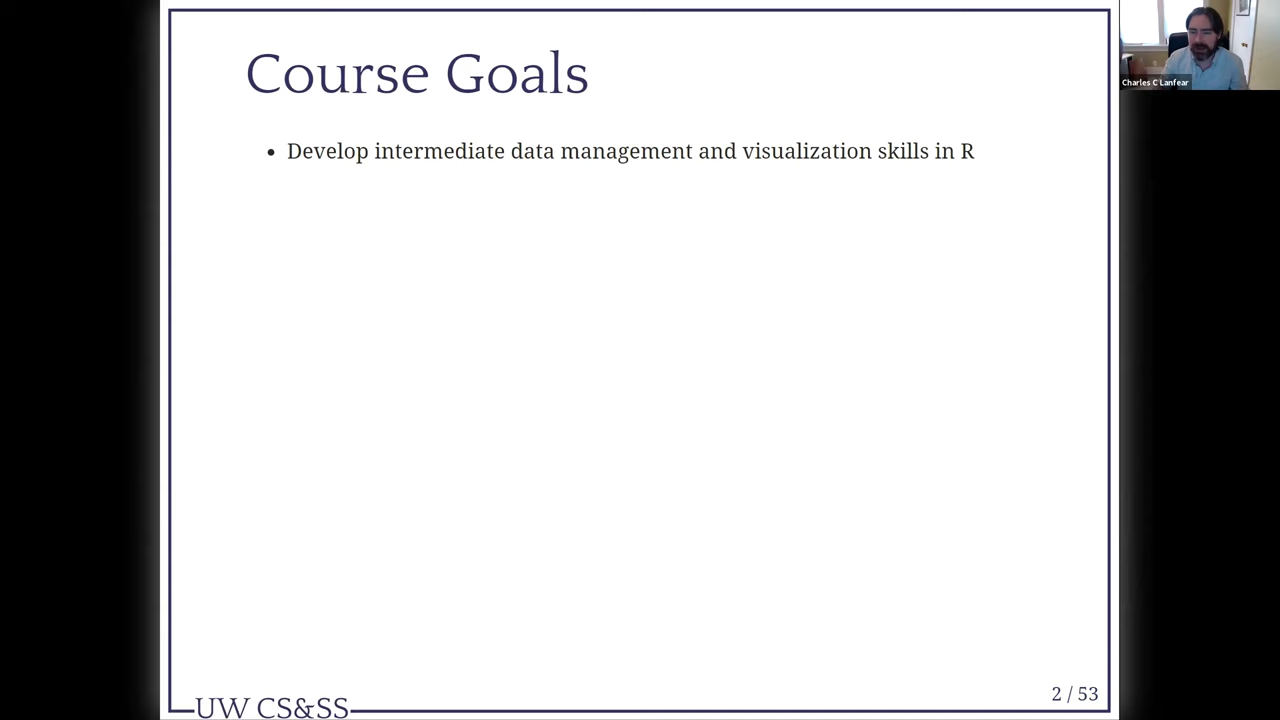 Course Goals
Charles C Lanfear
• Develop intermediate data management and visualization skills in R
2 / 53
UW CS&SS